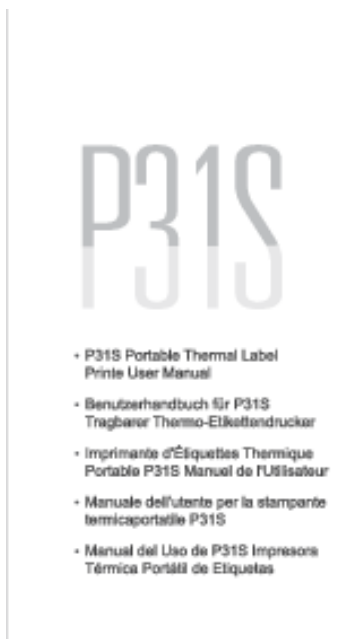 P31S
• P31S Portable Thermal Label
Printe User Manual
• Benutzerhandbuch für P31S
Tragbarer Thermo-Etikettendrucker
• Imprimante d'Étiquettes Thermique
Portable P31S Manuel de l'Utilisateur
• Manuale dell'utente per la stampante
termicaportatile P31S
• Manual del Uso de P31S Impresora
Térmica Portátil de Etiquetas